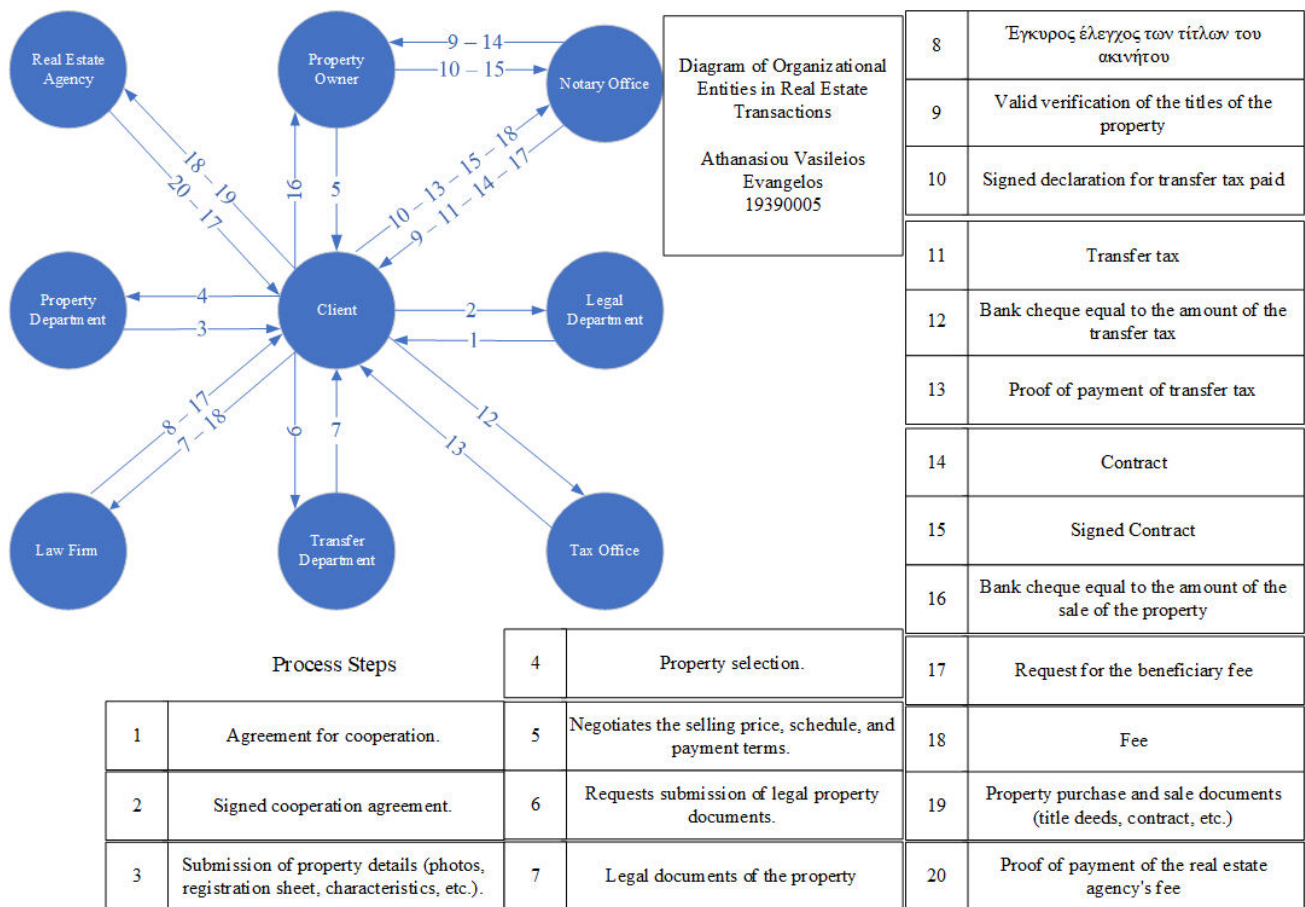 Real Estate
Agency
Property
Owner
9 – 14
10 – 15
Notary Office
18 – 19
20 – 17
16
5
10 – 13 – 15 – 18
9 – 11 – 14 – 17
Property
Department
4
3
Client
2
1
Legal
Department
8 – 17
7 – 18
6
7
12
13
Law Firm
Transfer
Department
Tax Office
Diagram of Organizational
Entities in Real Estate
Transactions
Athanasiou Vasileios
Evangelos
19390005
Process Steps
1
Agreement for cooperation.
2
Signed cooperation agreement.
3
Submission of property details (photos,
registration sheet, characteristics, etc.).
4
Property selection.
5
Negotiates the selling price, schedule, and
payment terms.
6
Requests submission of legal property
documents.
7
Legal documents of the property
8
Έγκυρος έλεγχος των τίτλων του
ακινήτου
9
Valid verification of the titles of the
property
10
Signed declaration for transfer tax paid
11
Transfer tax
12
Bank cheque equal to the amount of the
transfer tax
13
Proof of payment of transfer tax
14
Contract
15
Signed Contract
16
Bank cheque equal to the amount of the
sale of the property
17
Request for the beneficiary fee
18
Fee
19
Property purchase and sale documents
(title deeds, contract, etc.)
20
Proof of payment of the real estate
agency's fee